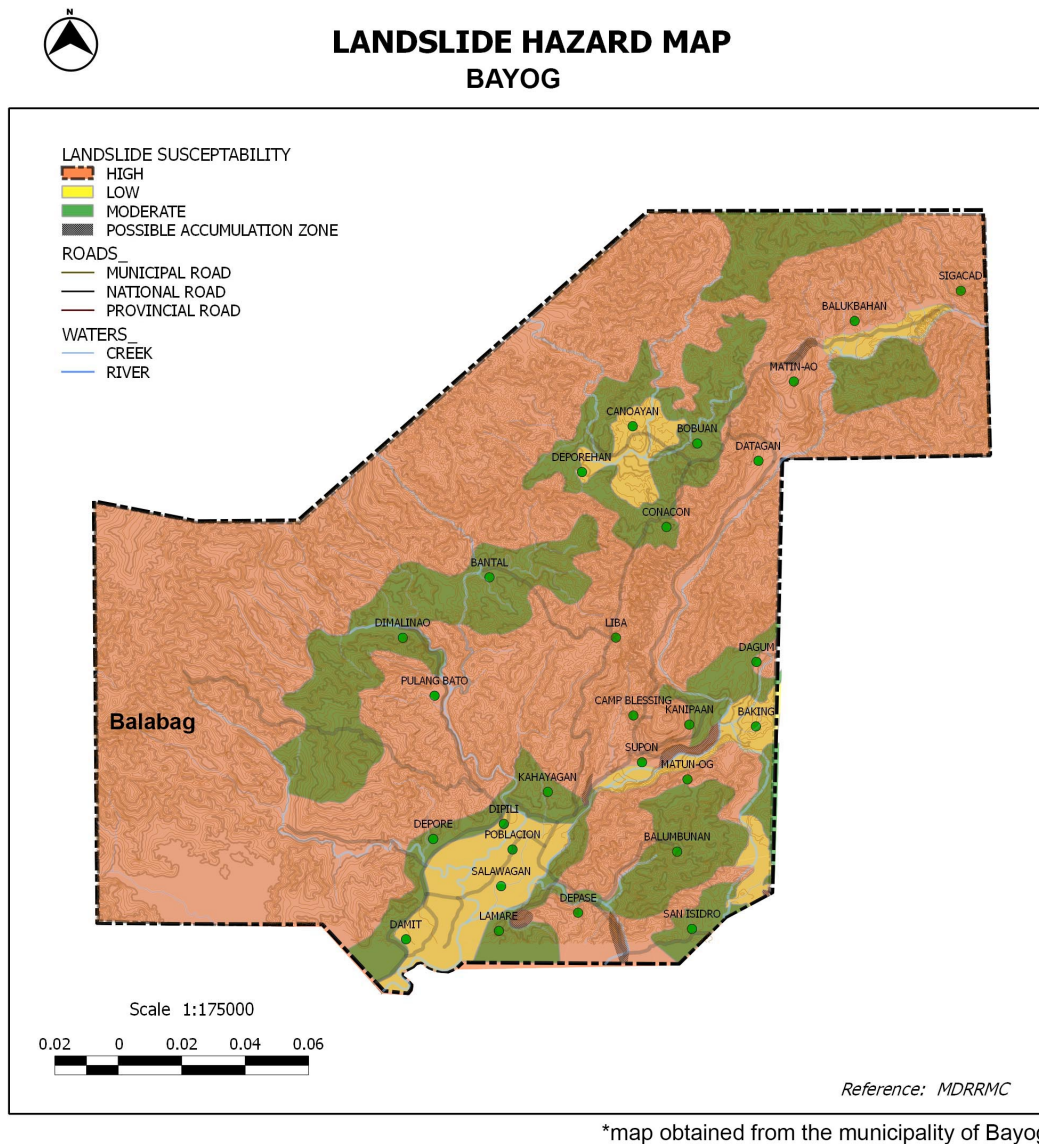 N
LANDSLIDE HAZARD MAP
BAYOG
LANDSLIDE SUSCEPTABILITY
HIGH
LOW
MODERATE
POSSIBLE ACCUMULATION ZONE
ROADS_
MUNICIPAL ROAD
NATIONAL ROAD
PROVINCIAL ROAD
WATERS_
CREEK
RIVER
SIGACAD
BALUKBAHAN
MATIN-AO
CANOAYAN
BOBUAN
DATAGAN
DEPOREHAN
CONACON
BANTAL
DIMALINAO
LIBA
DAGUM
PULANG BATO
CAMP BLESSING
KANIPAAN
BAKING
Balabag
SUPON
MATUN-OG
KAHAYAGAN
DIPILI
DEPORE
POBLACION
BALUMBUNAN
SALAWAGAN
DEPASE
LAMARE
SAN ISIDRO
DAMIT
Scale 1:175000
0.02 0 0.02 0.04 0.06
Reference: MDRRMC
*map obtained from the municipality of Bayog